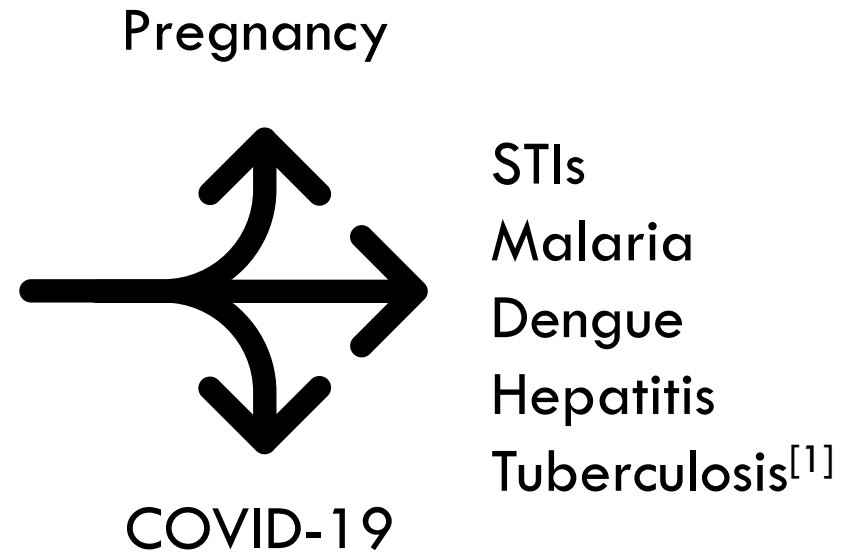 Pregnancy
STIs
Malaria
Dengue
Hepatitis
Tuberculosis[1]
COVID-19